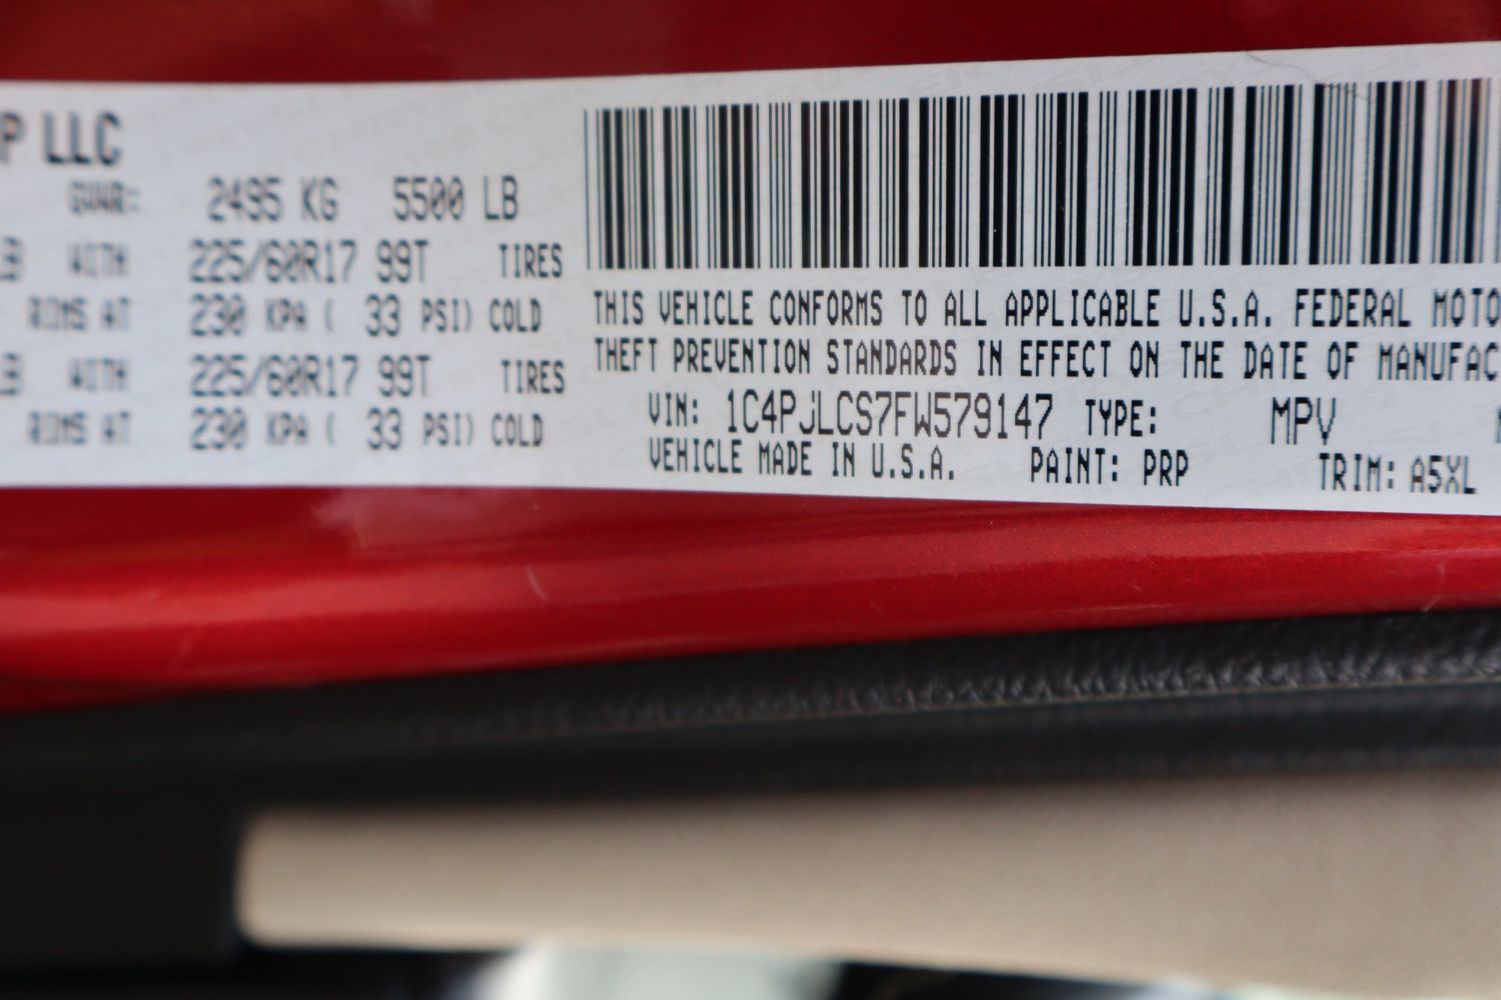 P LLC
GVWR: 2495 KG 5500 LB
LB WITH 225/60R17 99T TIRES
RIMS AT 230 KPA ( 33 PSI) COLD
LB WITH 225/60R17 99T TIRES
RIMS AT 230 KPA ( 33 PSI) COLD
THIS VEHICLE CONFORMS TO ALL APPLICABLE U.S.A. FEDERAL MOTO
THEFT PREVENTION STANDARDS IN EFFECT ON THE DATE OF MANUFAC
VIN: 1C4PJLCS7FW579147 TYPE: MPV
VEHICLE MADE IN U.S.A. PAINT: PRP TRIM: A5XL